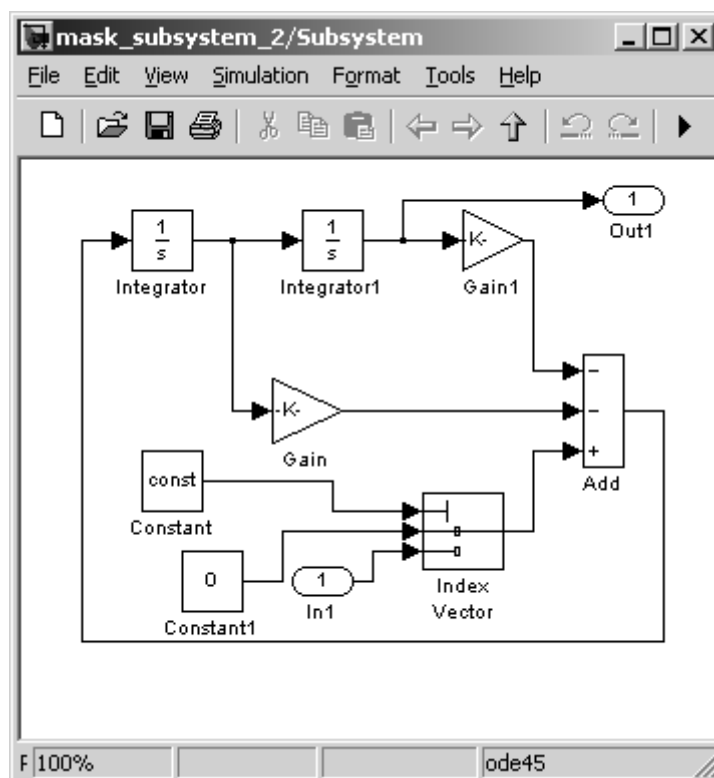 mask_subsystem_2/Subsystem
File Edit View Simulation Format Tools Help
1
Out1
1
s
Integrator
1
s
Integrator1
-K-
Gain1
-K-
Gain
-
-
+
Add
const
Constant
0
Constant1
1
In1
Index
Vector
F 100% ode45